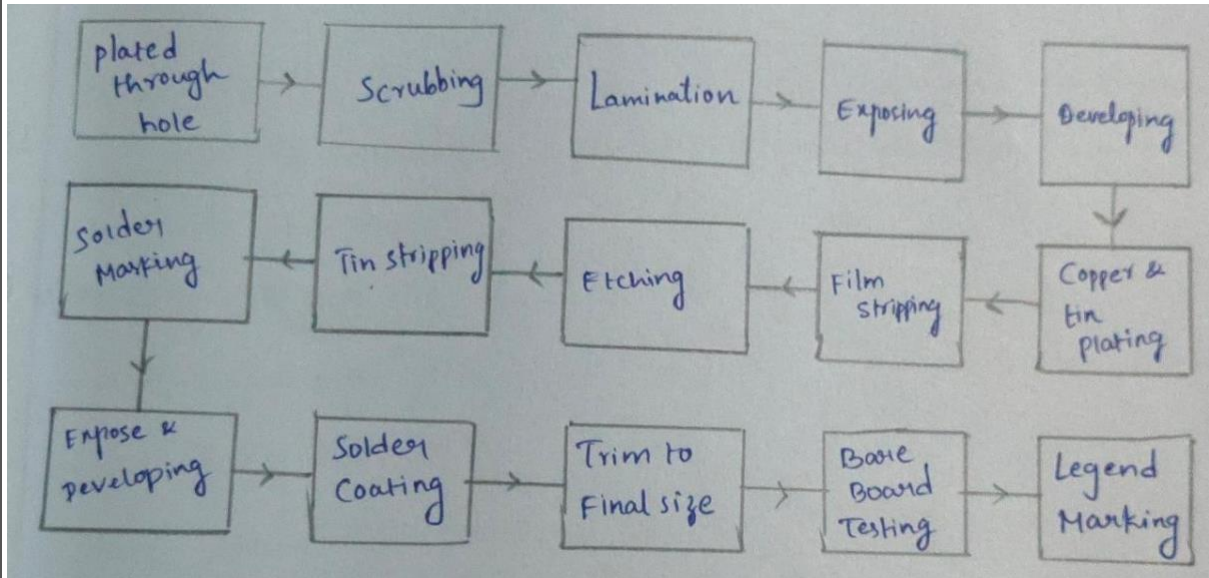 plated
through
hole
Scrubbing
Lamination
Exposing
Developing
Copper &
tin
plating
Film
stripping
Etching
Tin stripping
Solder
Marking
Expose &
Developing
Solder
Coating
Trim to
Final size
Bare
Board
Testing
Legend
Marking